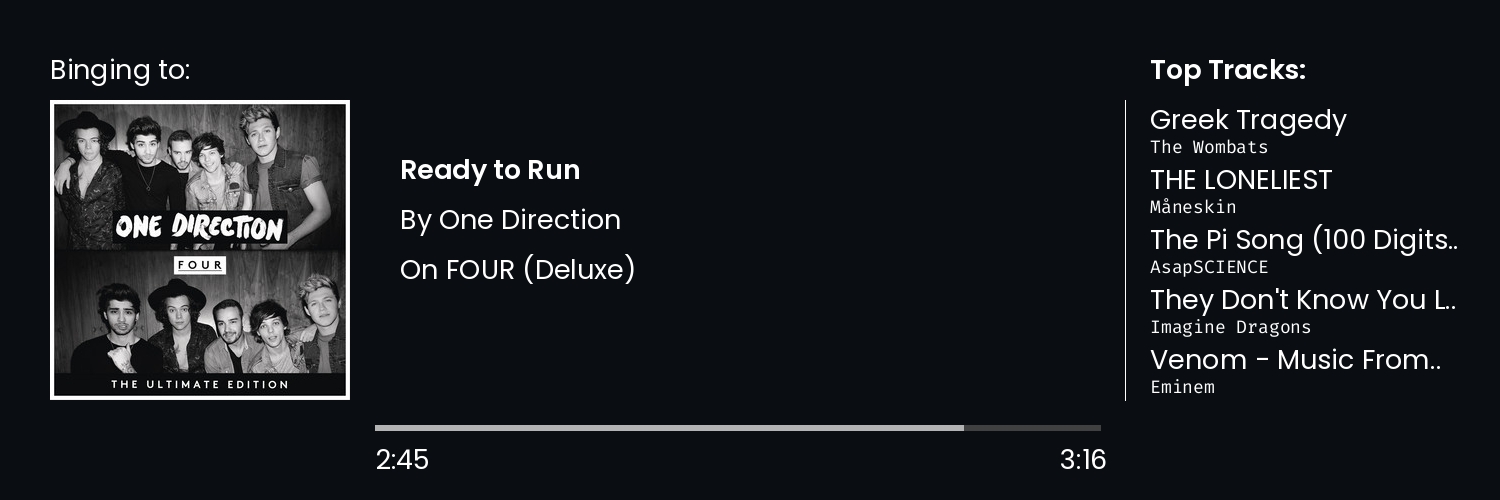 Binging to:
ONE DIRECTION
FOUR
THE ULTIMATE EDITION
Ready to Run
By One Direction
On FOUR (Deluxe)
2:45
3:16
Top Tracks:
Greek Tragedy
The Wombats
THE LONELIEST
Måneskin
The Pi Song (100 Digits..
AsapSCIENCE
They Don't Know You L..
Imagine Dragons
Venom - Music From..
Eminem